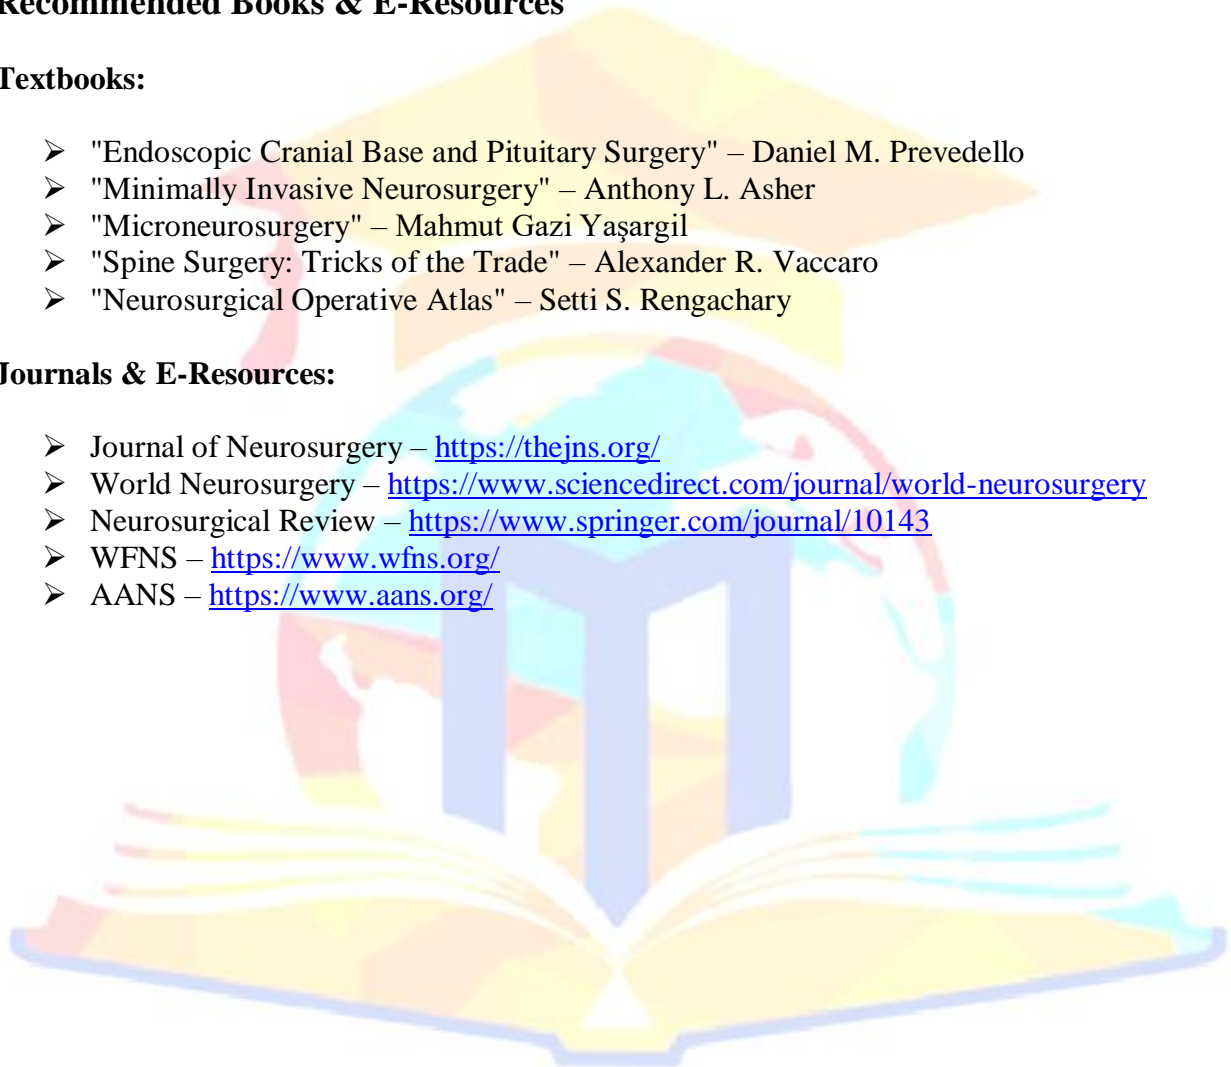 Recommended Books & E-Resources
Textbooks:
➢ "Endoscopic Cranial Base and Pituitary Surgery" – Daniel M. Prevedello
➢ "Minimally Invasive Neurosurgery" – Anthony L. Asher
➢ "Microneurosurgery" – Mahmut Gazi Yaşargil
➢ "Spine Surgery: Tricks of the Trade" – Alexander R. Vaccaro
➢ "Neurosurgical Operative Atlas" – Setti S. Rengachary
Journals & E-Resources:
➢ Journal of Neurosurgery – https://thejns.org/
➢ World Neurosurgery – https://www.sciencedirect.com/journal/world-neurosurgery
➢ Neurosurgical Review – https://www.springer.com/journal/10143
➢ WFNS – https://www.wfns.org/
➢ AANS – https://www.aans.org/